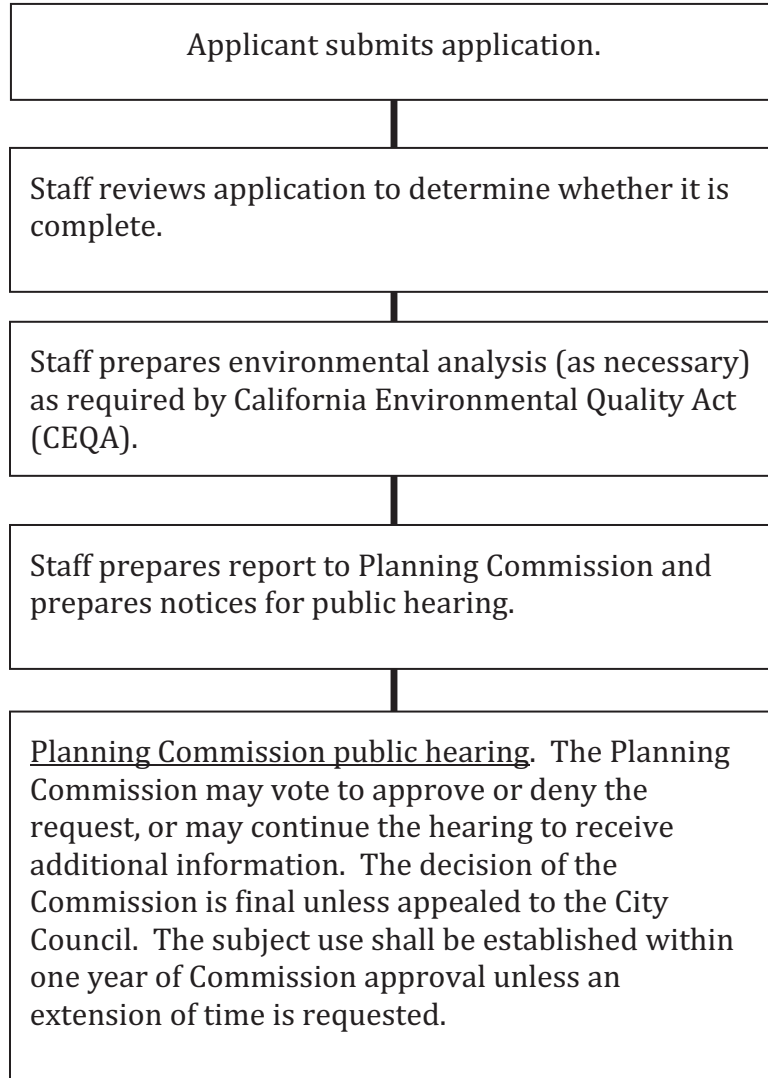 Applicant submits application.
Staff reviews application to determine whether it is
complete.
Staff prepares environmental analysis (as necessary)
as required by California Environmental Quality Act
(CEQA).
Staff prepares report to Planning Commission and
prepares notices for public hearing.
Planning Commission public hearing.  The Planning
Commission may vote to approve or deny the
request, or may continue the hearing to receive
additional information.  The decision of the
Commission is final unless appealed to the City
Council.  The subject use shall be established within
one year of Commission approval unless an
extension of time is requested.